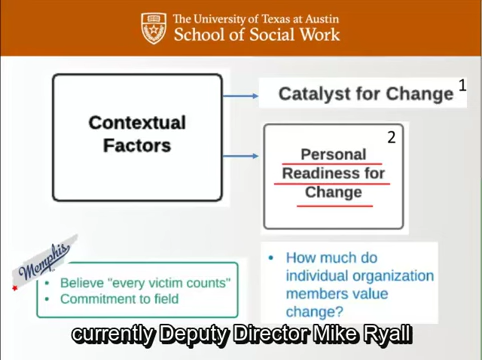 The University of Texas at Austin
School of Social Work
Contextual
Factors
Catalyst for Change 1
2
Personal
Readiness for
Change
Memphis
• Believe "every victim counts"
• Commitment to field
• How much do
individual organization
members value
change?
currently Deputy Director Mike Ryall